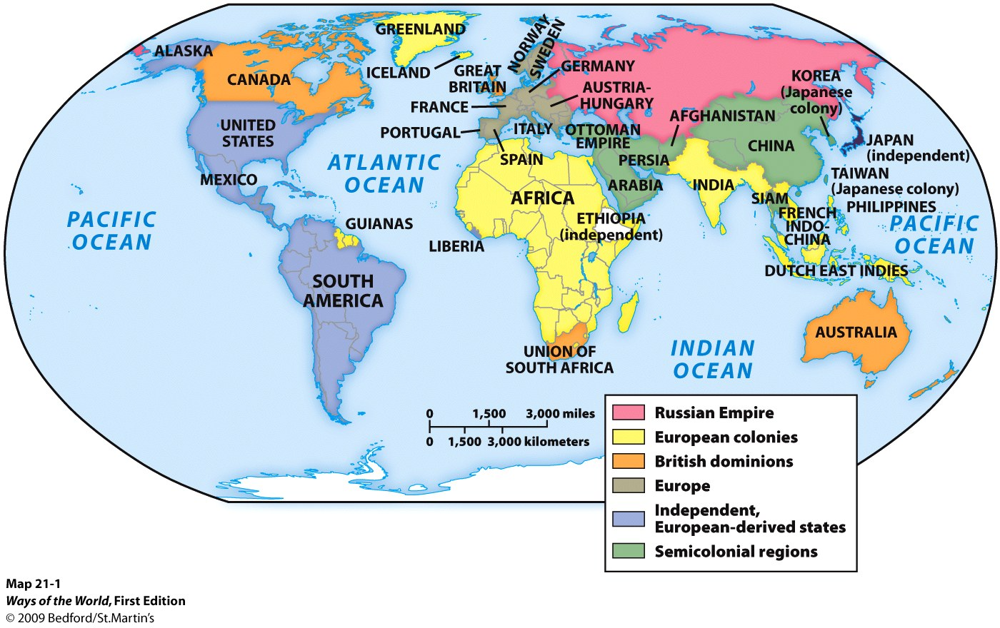 GREENLAND
ALASKA
CANADA
ICELAND
NORWAY
SWEDEN
GREAT
BRITAIN
GERMANY
FRANCE
AUSTRIA-
HUNGARY
KOREA
(Japanese
colony)
UNITED
STATES
PORTUGAL
ITALY
OTTOMAN
EMPIRE
AFGHANISTAN
CHINA
JAPAN
(independent)
ATLANTIC
OCEAN
SPAIN
PERSIA
MEXICO
AFRICA
ARABIA
INDIA
TAIWAN
(Japanese colony)
SIAM
PHILIPPINES
PACIFIC
OCEAN
GUIANAS
ETHIOPIA
(independent)
FRENCH
INDO-
CHINA
PACIFIC
OCEAN
LIBERIA
SOUTH
AMERICA
DUTCH EAST INDIES
AUSTRALIA
UNION OF
SOUTH AFRICA
INDIAN
OCEAN
0 1,500 3,000 miles
0 1,500 3,000 kilometers
Russian Empire
European colonies
British dominions
Europe
Independent,
European-derived states
Semicolonial regions
Map 21-1
Ways of the World, First Edition
© 2009 Bedford/St.Martin's